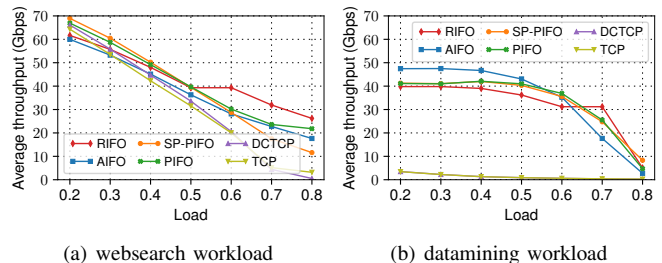 Average throughput (Gbps)
70
60
50
40
30
20
10
0
RIFO SP-PIFO DCTCP
AIFO PIFO TCP
0.2 0.3 0.4 0.5 0.6 0.7 0.8
Load
(a) websearch workload
Average throughput (Gbps)
70
60
50
40
30
20
10
0
RIFO SP-PIFO DCTCP
AIFO PIFO TCP
0.2 0.3 0.4 0.5 0.6 0.7 0.8
Load
(b) datamining workload